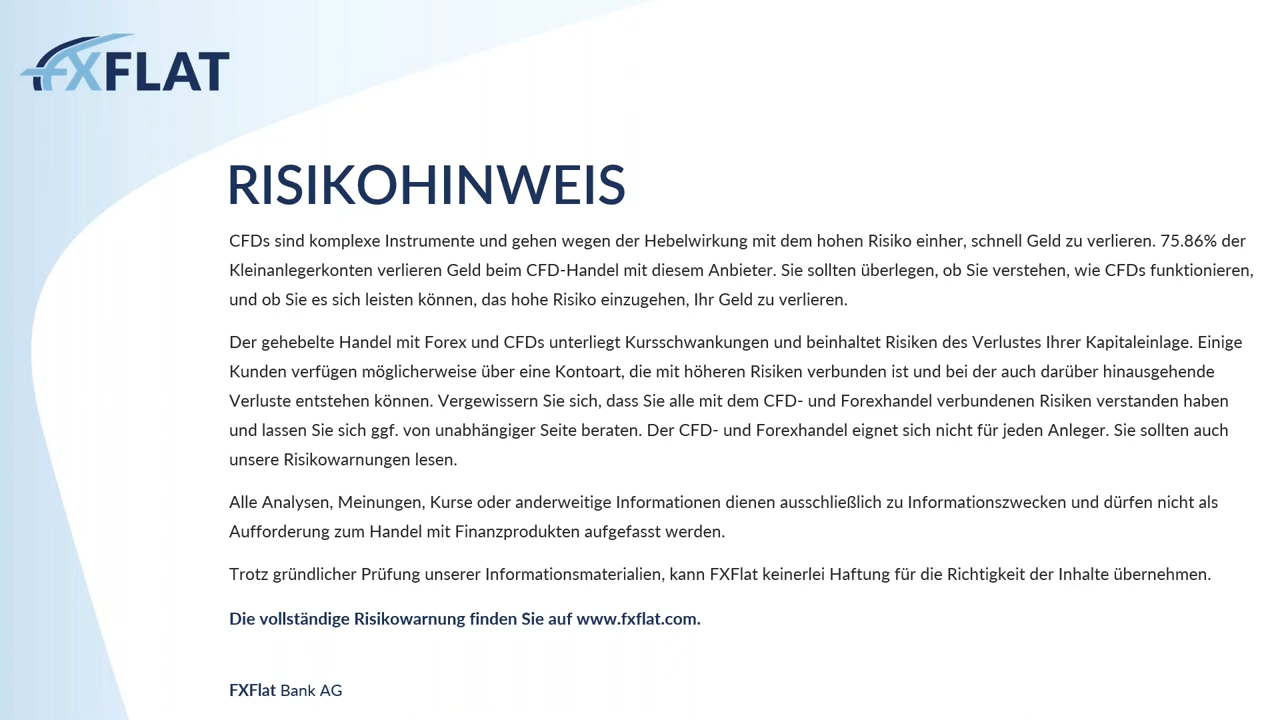 FXFLAT
RISIKOHINWEIS
CFDs sind komplexe Instrumente und gehen wegen der Hebelwirkung mit dem hohen Risiko einher, schnell Geld zu verlieren. 75.86% der
Kleinanlegerkonten verlieren Geld beim CFD-Handel mit diesem Anbieter. Sie sollten überlegen, ob Sie verstehen, wie CFDs funktionieren,
und ob Sie es sich leisten können, das hohe Risiko einzugehen, Ihr Geld zu verlieren.
Der gehebelte Handel mit Forex und CFDs unterliegt Kursschwankungen und beinhaltet Risiken des Verlustes Ihrer Kapitaleinlage. Einige
Kunden verfügen möglicherweise über eine Kontoart, die mit höheren Risiken verbunden ist und bei der auch darüber hinausgehende
Verluste entstehen können. Vergewissern Sie sich, dass Sie alle mit dem CFD- und Forexhandel verbundenen Risiken verstanden haben
und lassen Sie sich ggf. von unabhängiger Seite beraten. Der CFD- und Forexhandel eignet sich nicht für jeden Anleger. Sie sollten auch
unsere Risikowarnungen lesen.
Alle Analysen, Meinungen, Kurse oder anderweitige Informationen dienen ausschließlich zu Informationszwecken und dürfen nicht als
Aufforderung zum Handel mit Finanzprodukten aufgefasst werden.
Trotz gründlicher Prüfung unserer Informationsmaterialien, kann FXFlat keinerlei Haftung für die Richtigkeit der Inhalte übernehmen.
Die vollständige Risikowarnung finden Sie auf www.fxflat.com.
FXFlat Bank AG